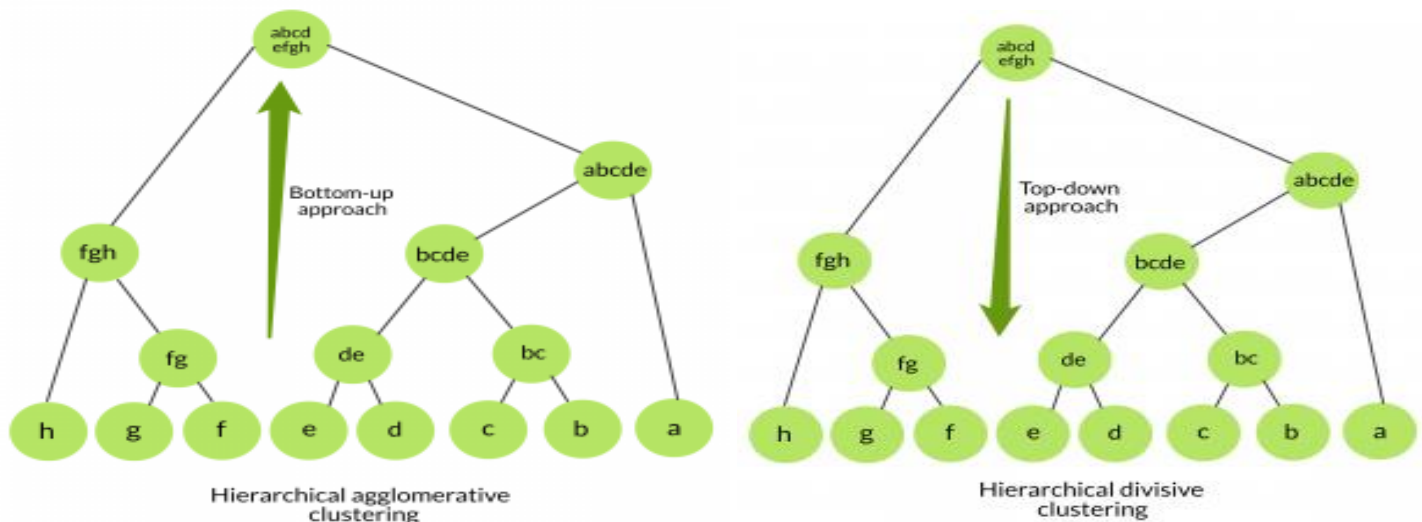 abcd
efgh
abcde
Bottom-up
approach
fgh
bcde
fg
de
bc
h
g
f
e
d
c
b
a
Hierarchical agglomerative
clustering
abcd
efgh
abcde
Top-down
approach
fgh
bcde
fg
de
bc
h
g
f
e
d
c
b
a
Hierarchical divisive
clustering